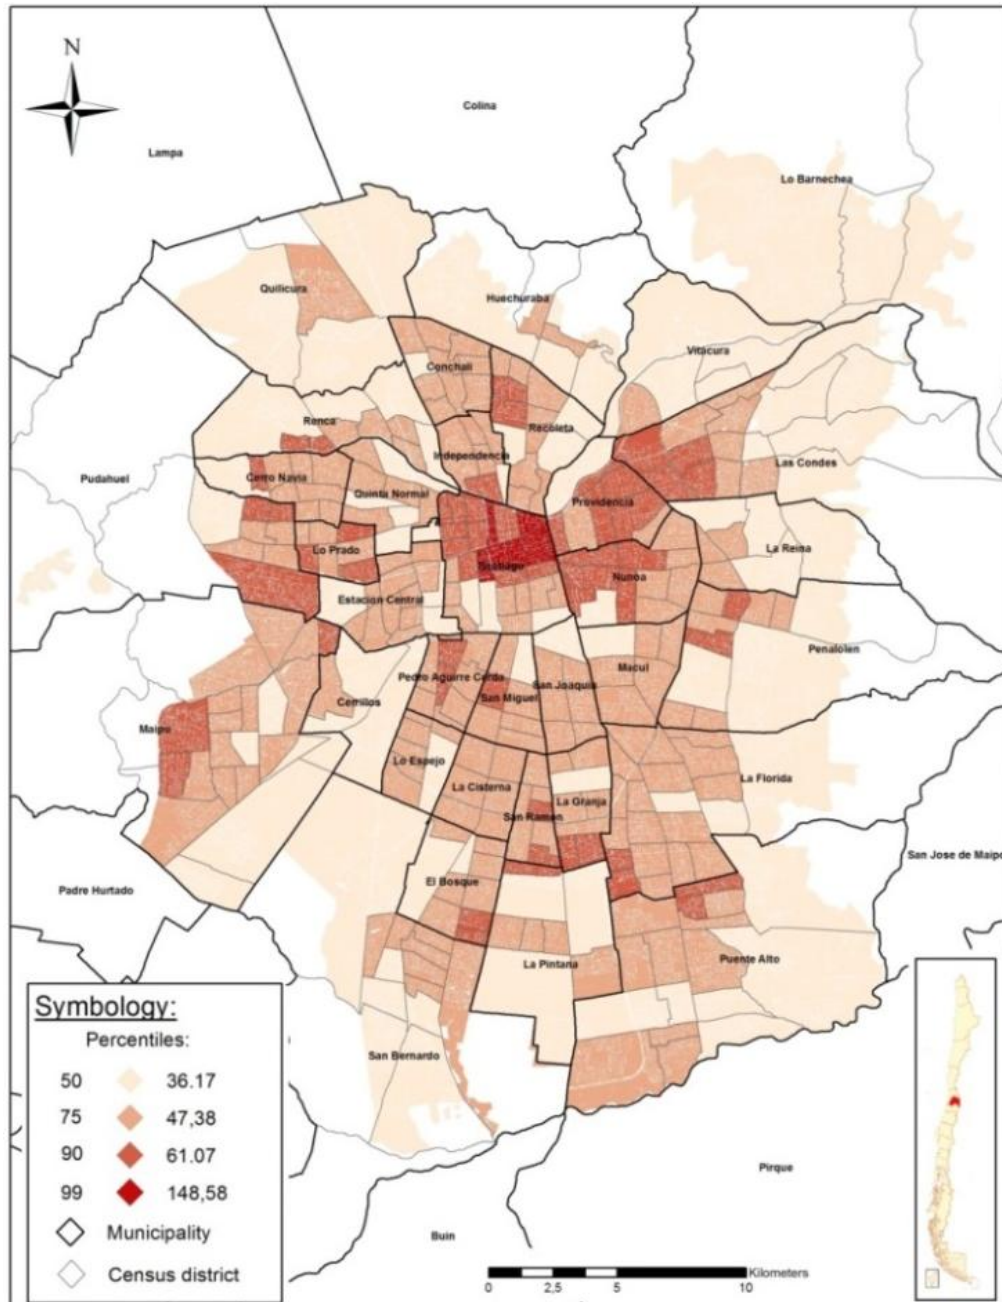 N
Colina
Lampa
Lo Barnechea
Quilicura
Huechuraba
Vitacura
Conchali
Renca
Recoleta
Independencia
Las Condes
Pudahuel
Cerro Navia
Quinta Normal
Providencia
Lo Prado
La Reina
Santiago
Nunoa
Estacion Central
Penalolen
Macul
Pedro Aguirre Cerda
San Joaquin
San Miguel
Cerrillos
Maipu
Lo Espejo
La Florida
La Cisterna
La Granja
San Ramon
San Jose de Maipo
El Bosque
Padre Hurtado
Puente Alto
La Pintana
Symbology:
Percentiles:
50 36.17
75 47,38
90 61.07
99 148,58
Municipality
Census district
San Bernardo
Pirque
Buin
Kilometers
0 2,5 5 10